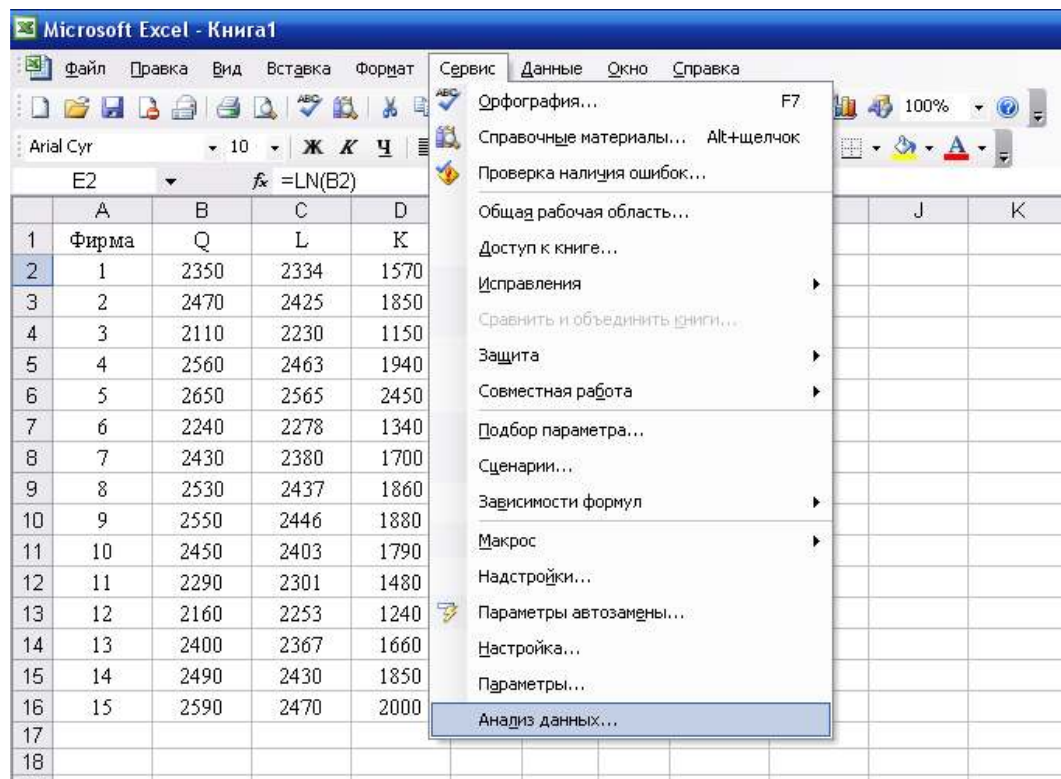 Microsoft Excel - Книга1
Файл Правка Вид Вставка Формат Сервис Данные Окно Справка
100%
Arial Cyr 10 Ж К Ч
E2 fx =LN(B2)
ABC Орфография... F7
Справочные материалы... Alt+щелчок
Проверка наличия ошибок...
Общая рабочая область...
Доступ к книге...
Исправления
Сравнить и объединить книги...
Защита
Совместная работа
Подбор параметра...
Сценарии...
Зависимости формул
Макрос
Надстройки...
Параметры автозамены...
Настройка...
Параметры...
Анализ данных...
A B C D J K
1 Фирма Q L K
2 1 2350 2334 1570
3 2 2470 2425 1850
4 3 2110 2230 1150
5 4 2560 2463 1940
6 5 2650 2565 2450
7 6 2240 2278 1340
8 7 2430 2380 1700
9 8 2530 2437 1860
10 9 2550 2446 1880
11 10 2450 2403 1790
12 11 2290 2301 1480
13 12 2160 2253 1240
14 13 2400 2367 1660
15 14 2490 2430 1850
16 15 2590 2470 2000
17
18